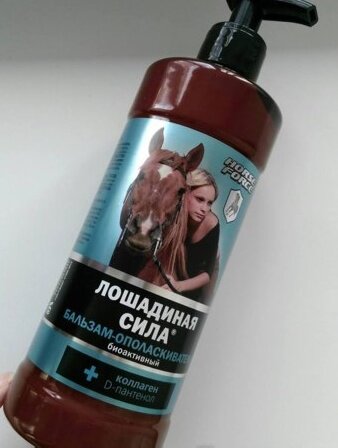 HORSE
FORCE
ЛОШАДИНАЯ
СИЛА®
БАЛЬЗАМ-ОПОЛАСКИВАТЕЛЬ
биоактивный
+ коллаген
D-пантенол